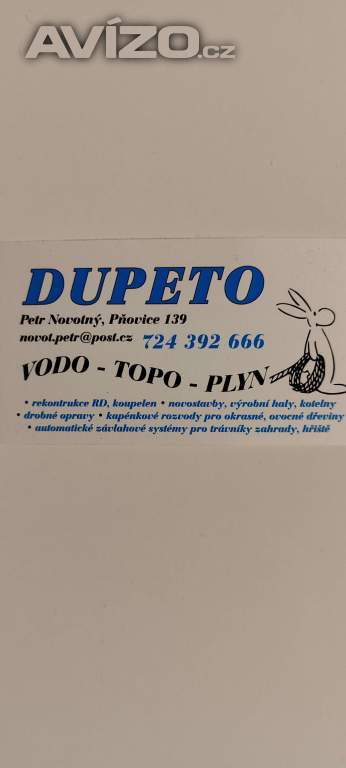 AVÍZO.cz
DUPETO
Petr Novotný, Pňovice 139
novot.petr@post.cz 724 392 666
VODO - TOPO - PLYN
• rekontrukce RD, koupelen • novostavby, výrobní haly, kotelny
• drobné opravy • kapénkové rozvody pro okrasné, ovocné dřeviny
• automatické závlahové systémy pro trávníky zahrady, hřiště